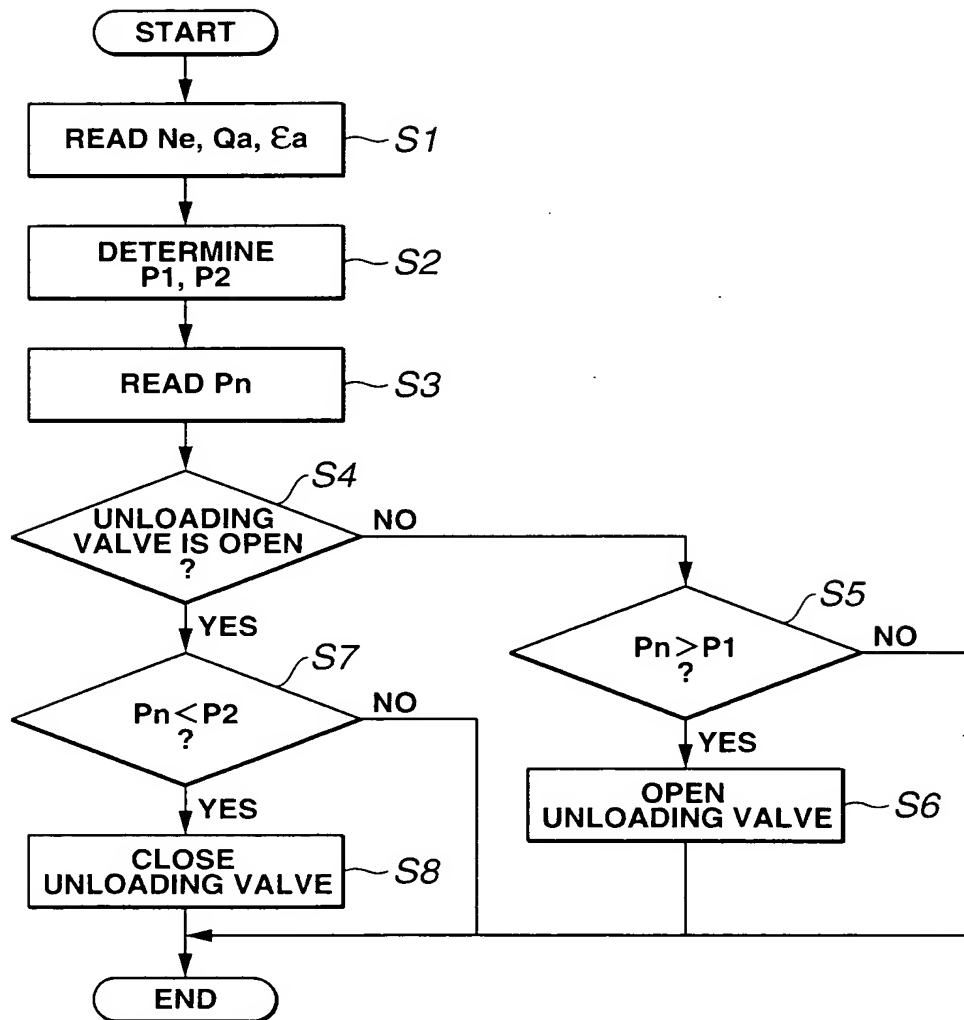 START
READ Ne, Qa, Ɛa
S1
DETERMINE
P1, P2
S2
READ Pn
S3
S4
UNLOADING
VALVE IS OPEN
?
NO
YES
S5
Pn>P1
?
NO
YES
S7
Pn<P2
?
NO
YES
OPEN
UNLOADING VALVE
S6
CLOSE
UNLOADING VALVE
S8
END